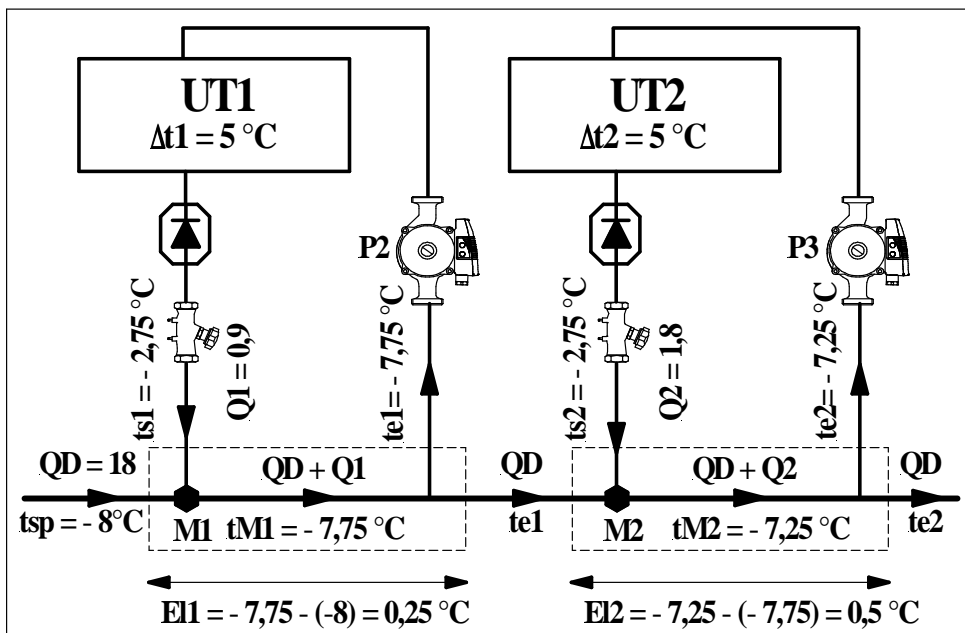 UT1
Δt1 = 5 °C
UT2
Δt2 = 5 °C
P2
P3
ts1 = - 2,75 °C
Q1 = 0,9
te1= - 7,75 °C
ts2 = - 2,75 °C
Q2 = 1,8
te2= - 7,25 °C
QD = 18
QD + Q1
QD
QD + Q2
QD
tsp = - 8°C
M1
tM1 = - 7,75 °C
te1
M2
tM2 = - 7,25 °C
te2
El1 = - 7,75 - (-8) = 0,25 °C
El2 = - 7,25 - (- 7,75) = 0,5 °C